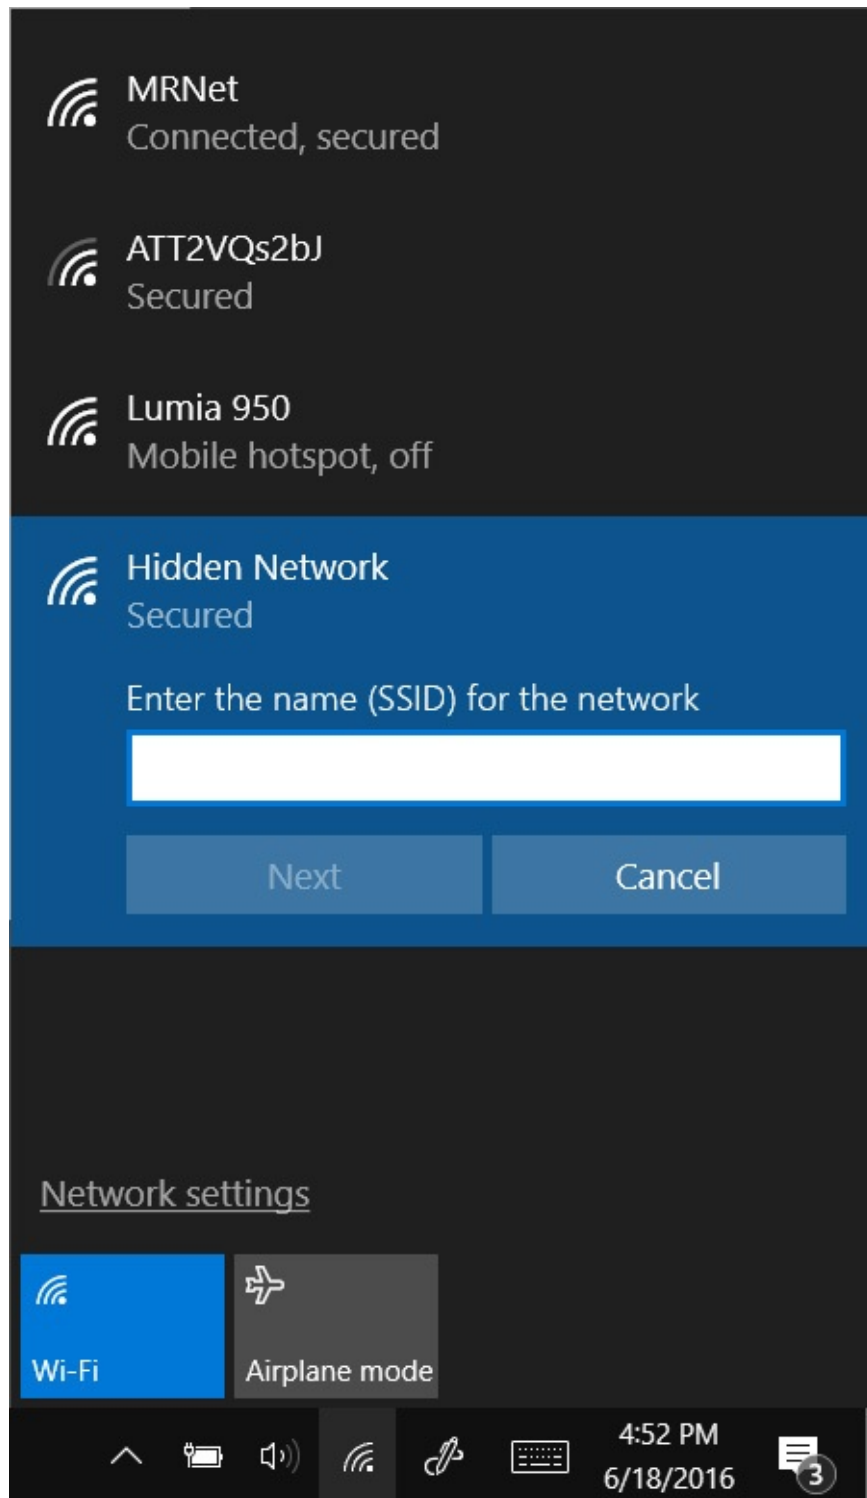 MRNet
Connected, secured
ATT2VQs2bJ
Secured
Lumia 950
Mobile hotspot, off
Hidden Network
Secured
Enter the name (SSID) for the network
Next Cancel
Network settings
Wi-Fi Airplane mode
4:52 PM
6/18/2016
3